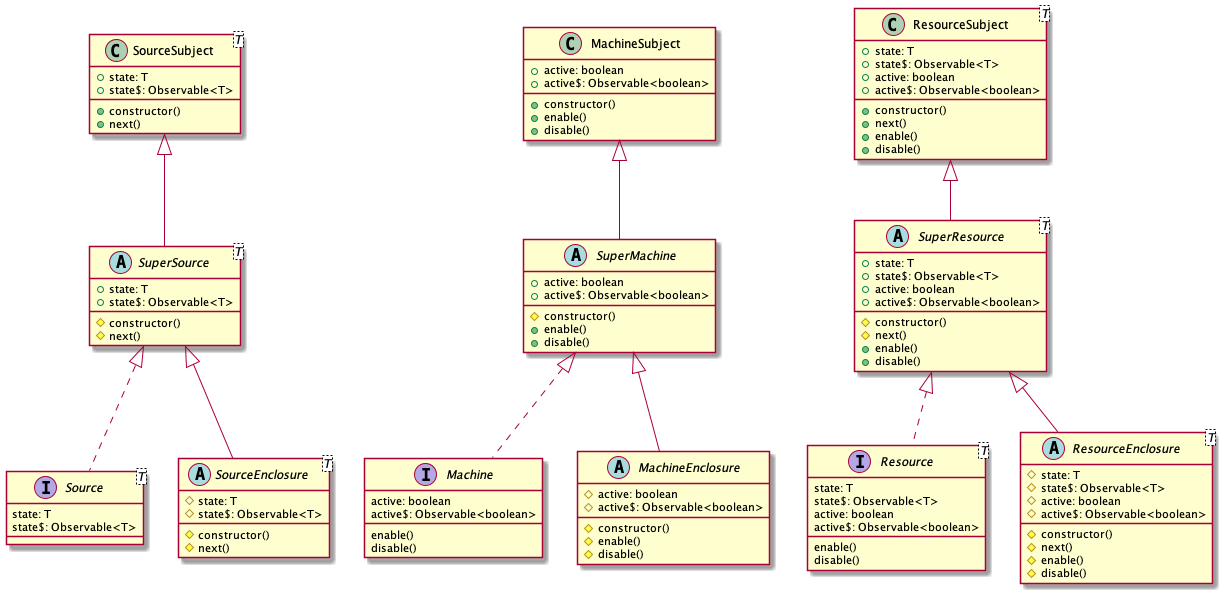 C SourceSubject
T
state: T
state$: Observable<T>
constructor()
next()
C MachineSubject
active: boolean
active$: Observable<boolean>
constructor()
enable()
disable()
C ResourceSubject
T
state: T
state$: Observable<T>
active: boolean
active$: Observable<boolean>
constructor()
next()
enable()
disable()
A SuperSource
T
state: T
state$: Observable<T>
constructor()
next()
A SuperMachine
active: boolean
active$: Observable<boolean>
constructor()
enable()
disable()
A SuperResource
T
state: T
state$: Observable<T>
active: boolean
active$: Observable<boolean>
constructor()
next()
enable()
disable()
I Source
T
state: T
state$: Observable<T>
A SourceEnclosure
T
state: T
state$: Observable<T>
constructor()
next()
I Machine
active: boolean
active$: Observable<boolean>
enable()
disable()
A MachineEnclosure
active: boolean
active$: Observable<boolean>
constructor()
enable()
disable()
I Resource
T
state: T
state$: Observable<T>
active: boolean
active$: Observable<boolean>
enable()
disable()
A ResourceEnclosure
T
state: T
state$: Observable<T>
active: boolean
active$: Observable<boolean>
constructor()
next()
enable()
disable()